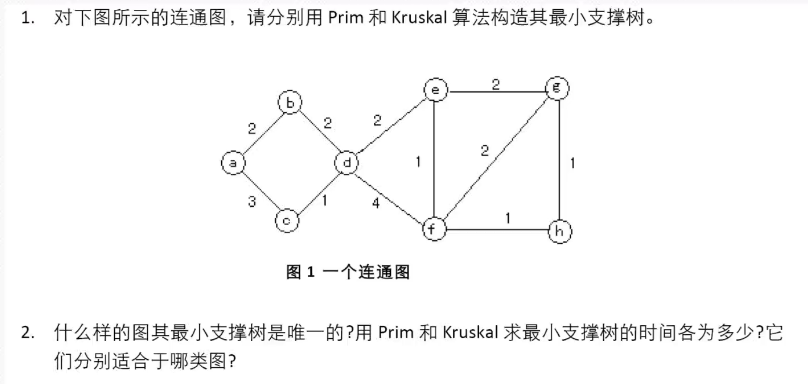 1. 对下图所示的连通图，请分别用 Prim 和 Kruskal 算法构造其最小支撑树。
e 2 g
b
2 2 2
a d 1 2 1
3 1 4
c
1
f h
图 1 一个连通图
2. 什么样的图其最小支撑树是唯一的?用 Prim 和 Kruskal 求最小支撑树的时间各为多少?它
们分别适合于哪类图?